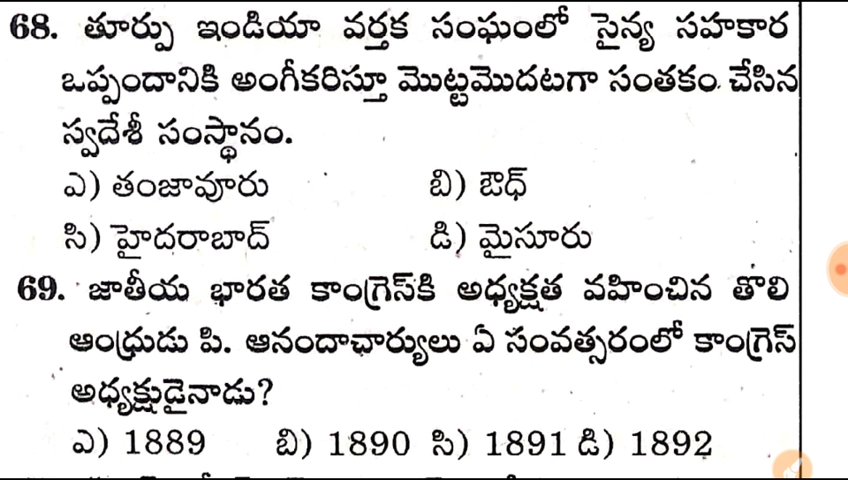 68. తూర్పు ఇండియా వర్తక సంఘంలో సైన్య సహకార
ఒప్పందానికి అంగీకరిస్తూ మొట్టమొదటగా సంతకం చేసిన
స్వదేశీ సంస్థానం.
ఎ) తంజావూరు బి) ఔధ్
సి) హైదరాబాద్ డి) మైసూరు
69. జాతీయ భారత కాంగ్రెస్‌కి అధ్యక్షత వహించిన తొలి
ఆంధ్రుడు పి. ఆనందాచార్యులు ఏ సంవత్సరంలో కాంగ్రెస్
అధ్యక్షుడైనాడు?
ఎ) 1889 బి) 1890 సి) 1891 డి) 1892